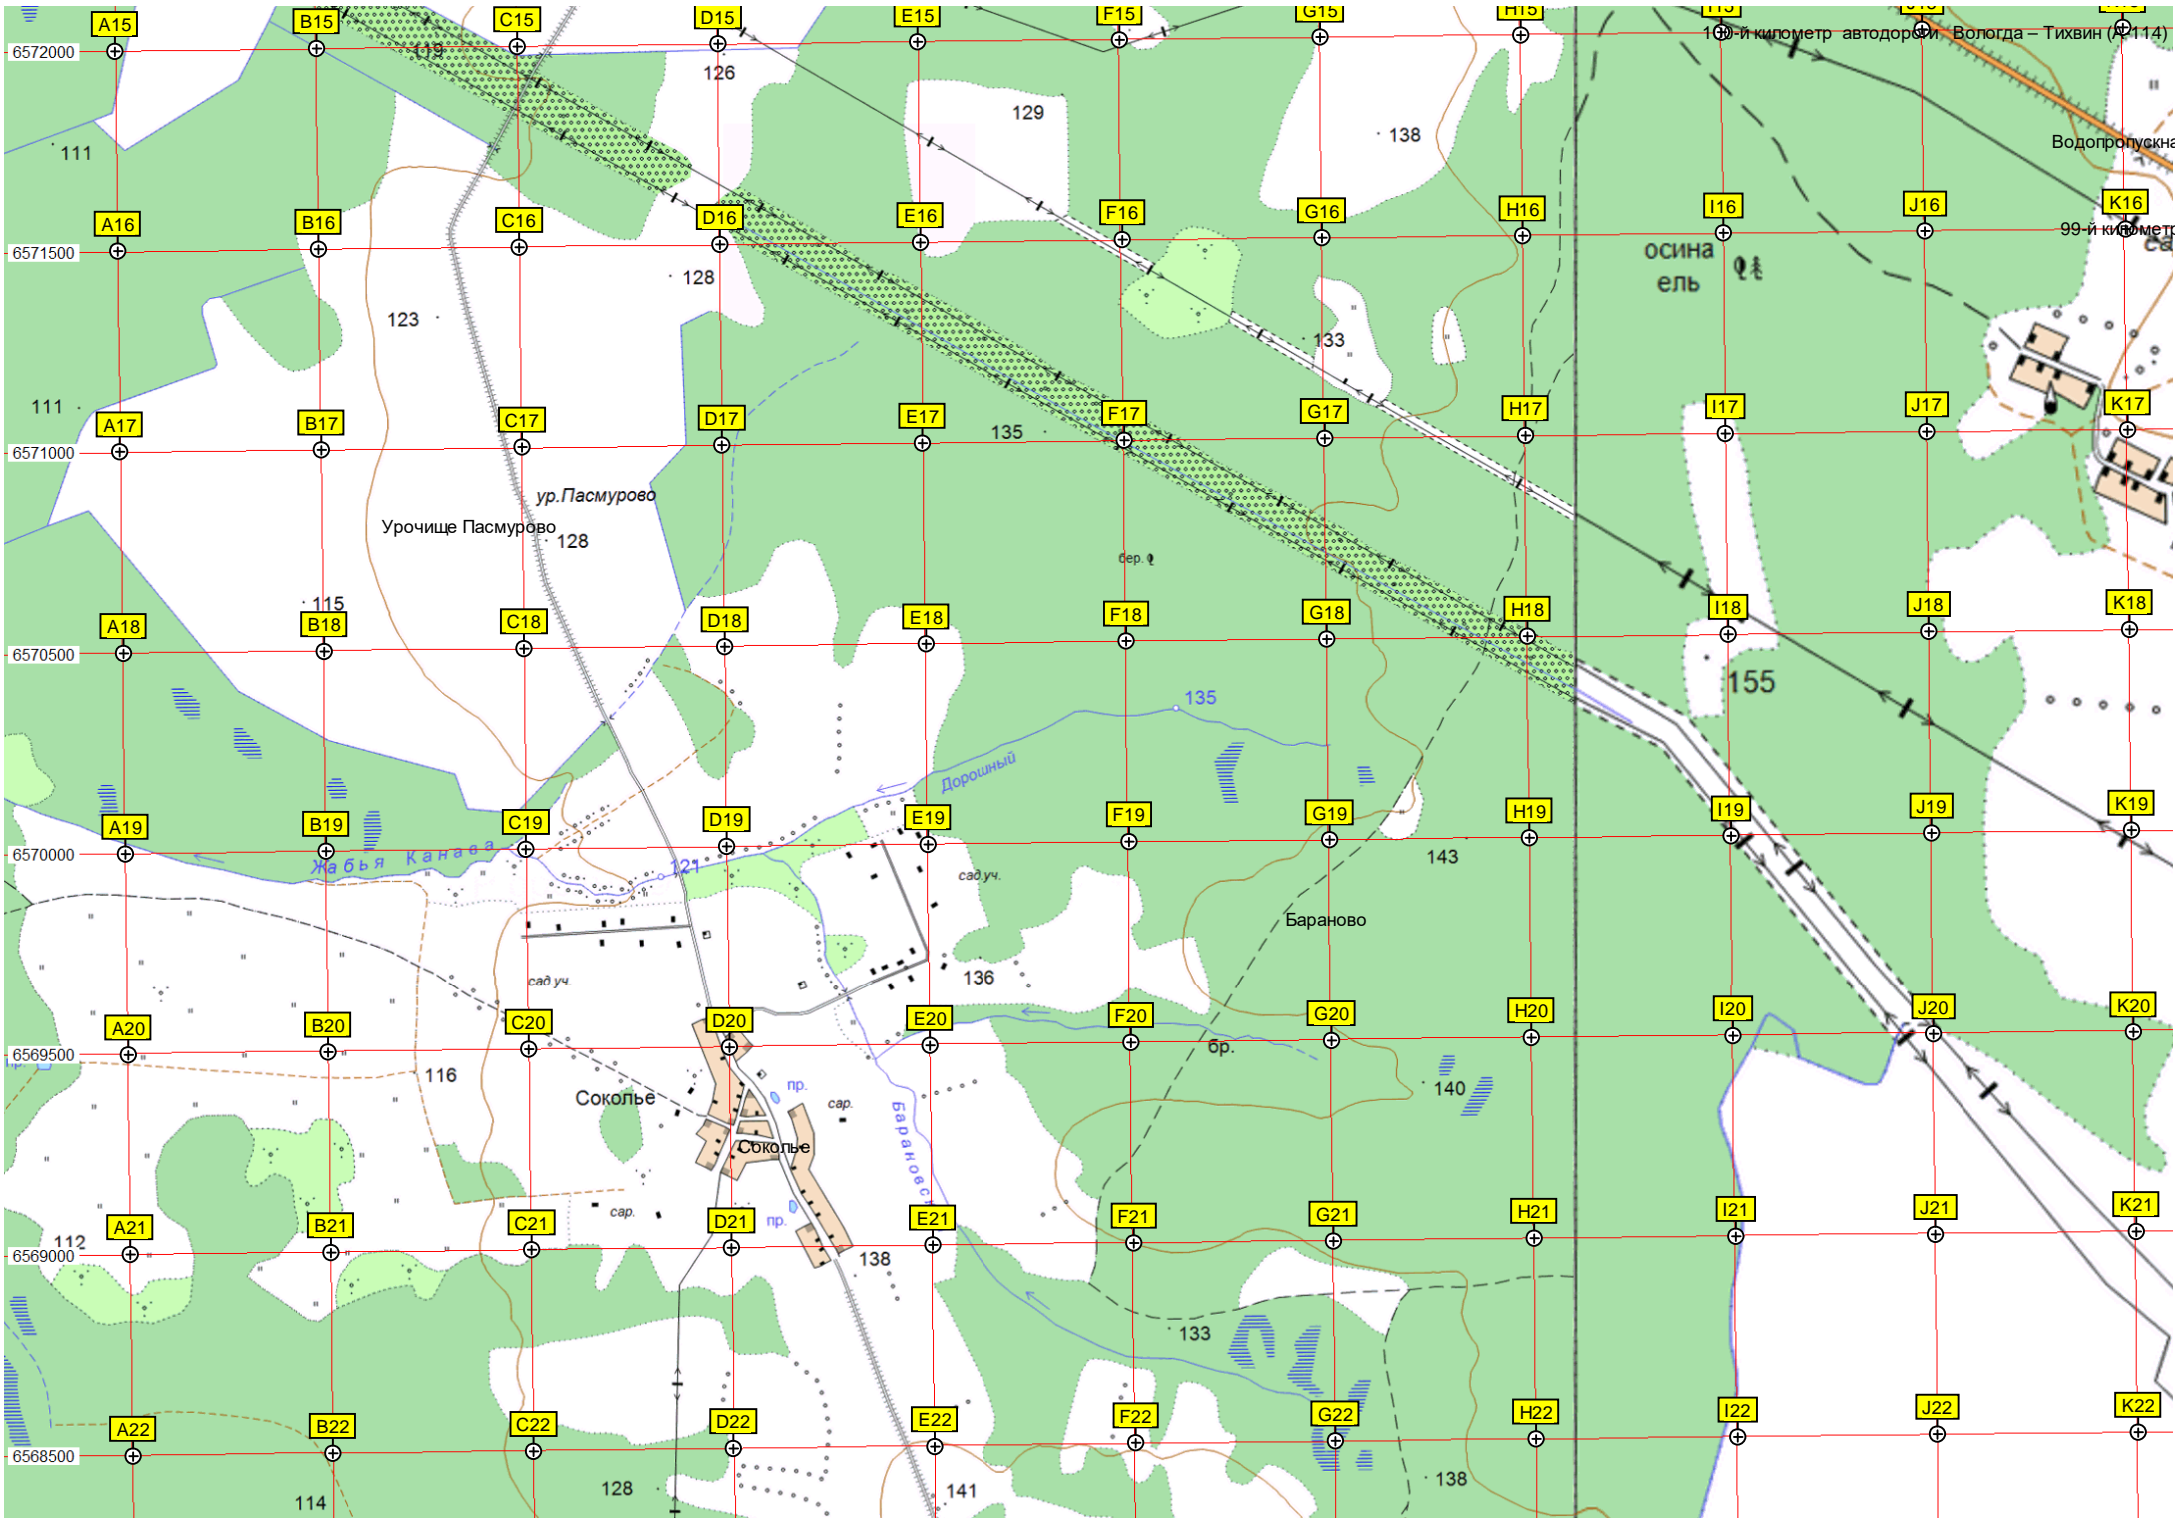 A15 B15 C15 D15 E15 F15 G15 H15
6572000
100-й километр автодороги Вологда – Тихвин (А-114)
126
129
138
111
Водопропускна
A16 B16 C16 D16 E16 F16 G16 H16 I16 J16 K16
6571500
99-й километр
осина
ель
128
123
133
111
A17 B17 C17 D17 E17 F17 G17 H17 I17 J17 K17
6571000
135
ур.Пасмурово
Урочище Пасмурово
128
бер.
115
A18 B18 C18 D18 E18 F18 G18 H18 I18 J18 K18
6570500
155
135
Дорошный
A19 B19 C19 D19 E19 F19 G19 H19 I19 J19 K19
6570000
Жабья Канава
121
143
сад.уч.
Бараново
136
сад.уч.
A20 B20 C20 D20 E20 F20 G20 H20 I20 J20 K20
6569500
бр.
пр.
116
140
пр.
Соколье
сар.
Барановск
Соколье
A21 B21 C21 D21 E21 F21 G21 H21 I21 J21 K21
сар.
пр.
112
6569000
138
133
A22 B22 C22 D22 E22 F22 G22 H22 I22 J22 K22
6568500
128
138
141
114